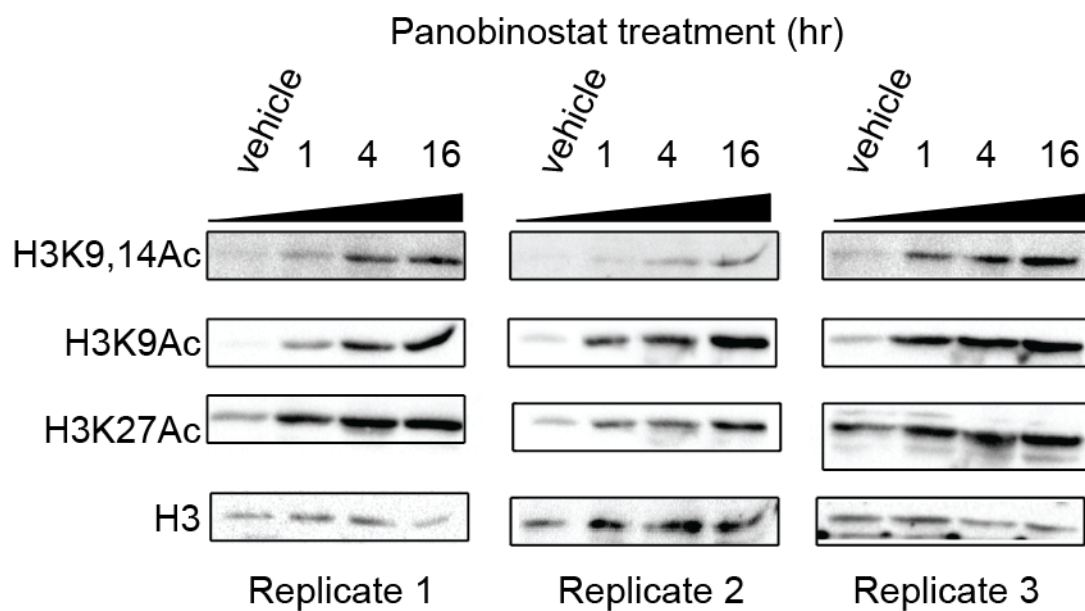 Panobinostat treatment (hr)
vehicle 1 4 16 vehicle 1 4 16 vehicle 1 4 16
H3K9,14Ac
H3K9Ac
H3K27Ac
H3
Replicate 1 Replicate 2 Replicate 3